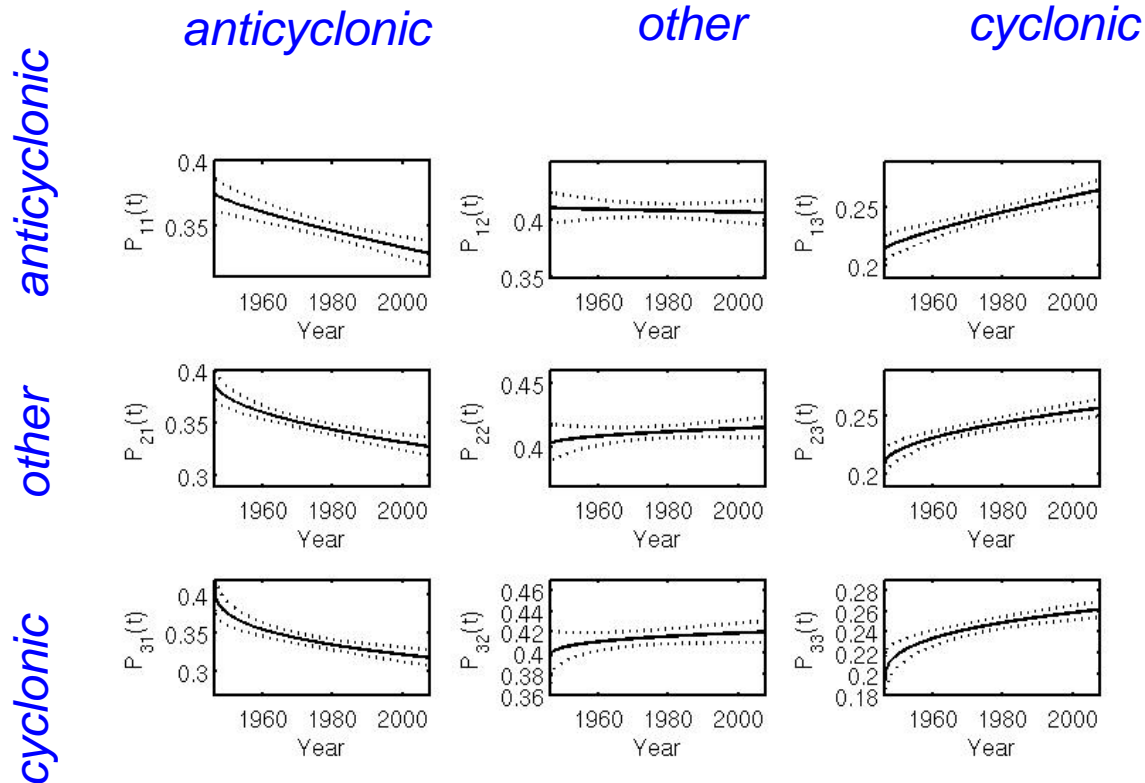 anticyclonic other cyclonic
anticyclonic
0.4
0.35
P11(t)
1960 1980 2000
Year
0.4
0.35
P12(t)
1960 1980 2000
Year
0.25
0.2
P13(t)
1960 1980 2000
Year
other
0.4
0.35
0.3
P21(t)
1960 1980 2000
Year
0.45
0.4
P22(t)
1960 1980 2000
Year
0.25
0.2
P23(t)
1960 1980 2000
Year
cyclonic
0.4
0.35
0.3
P31(t)
1960 1980 2000
Year
0.46
0.44
0.42
0.4
0.38
0.36
P32(t)
1960 1980 2000
Year
0.28
0.26
0.24
0.22
0.2
0.18
P33(t)
1960 1980 2000
Year